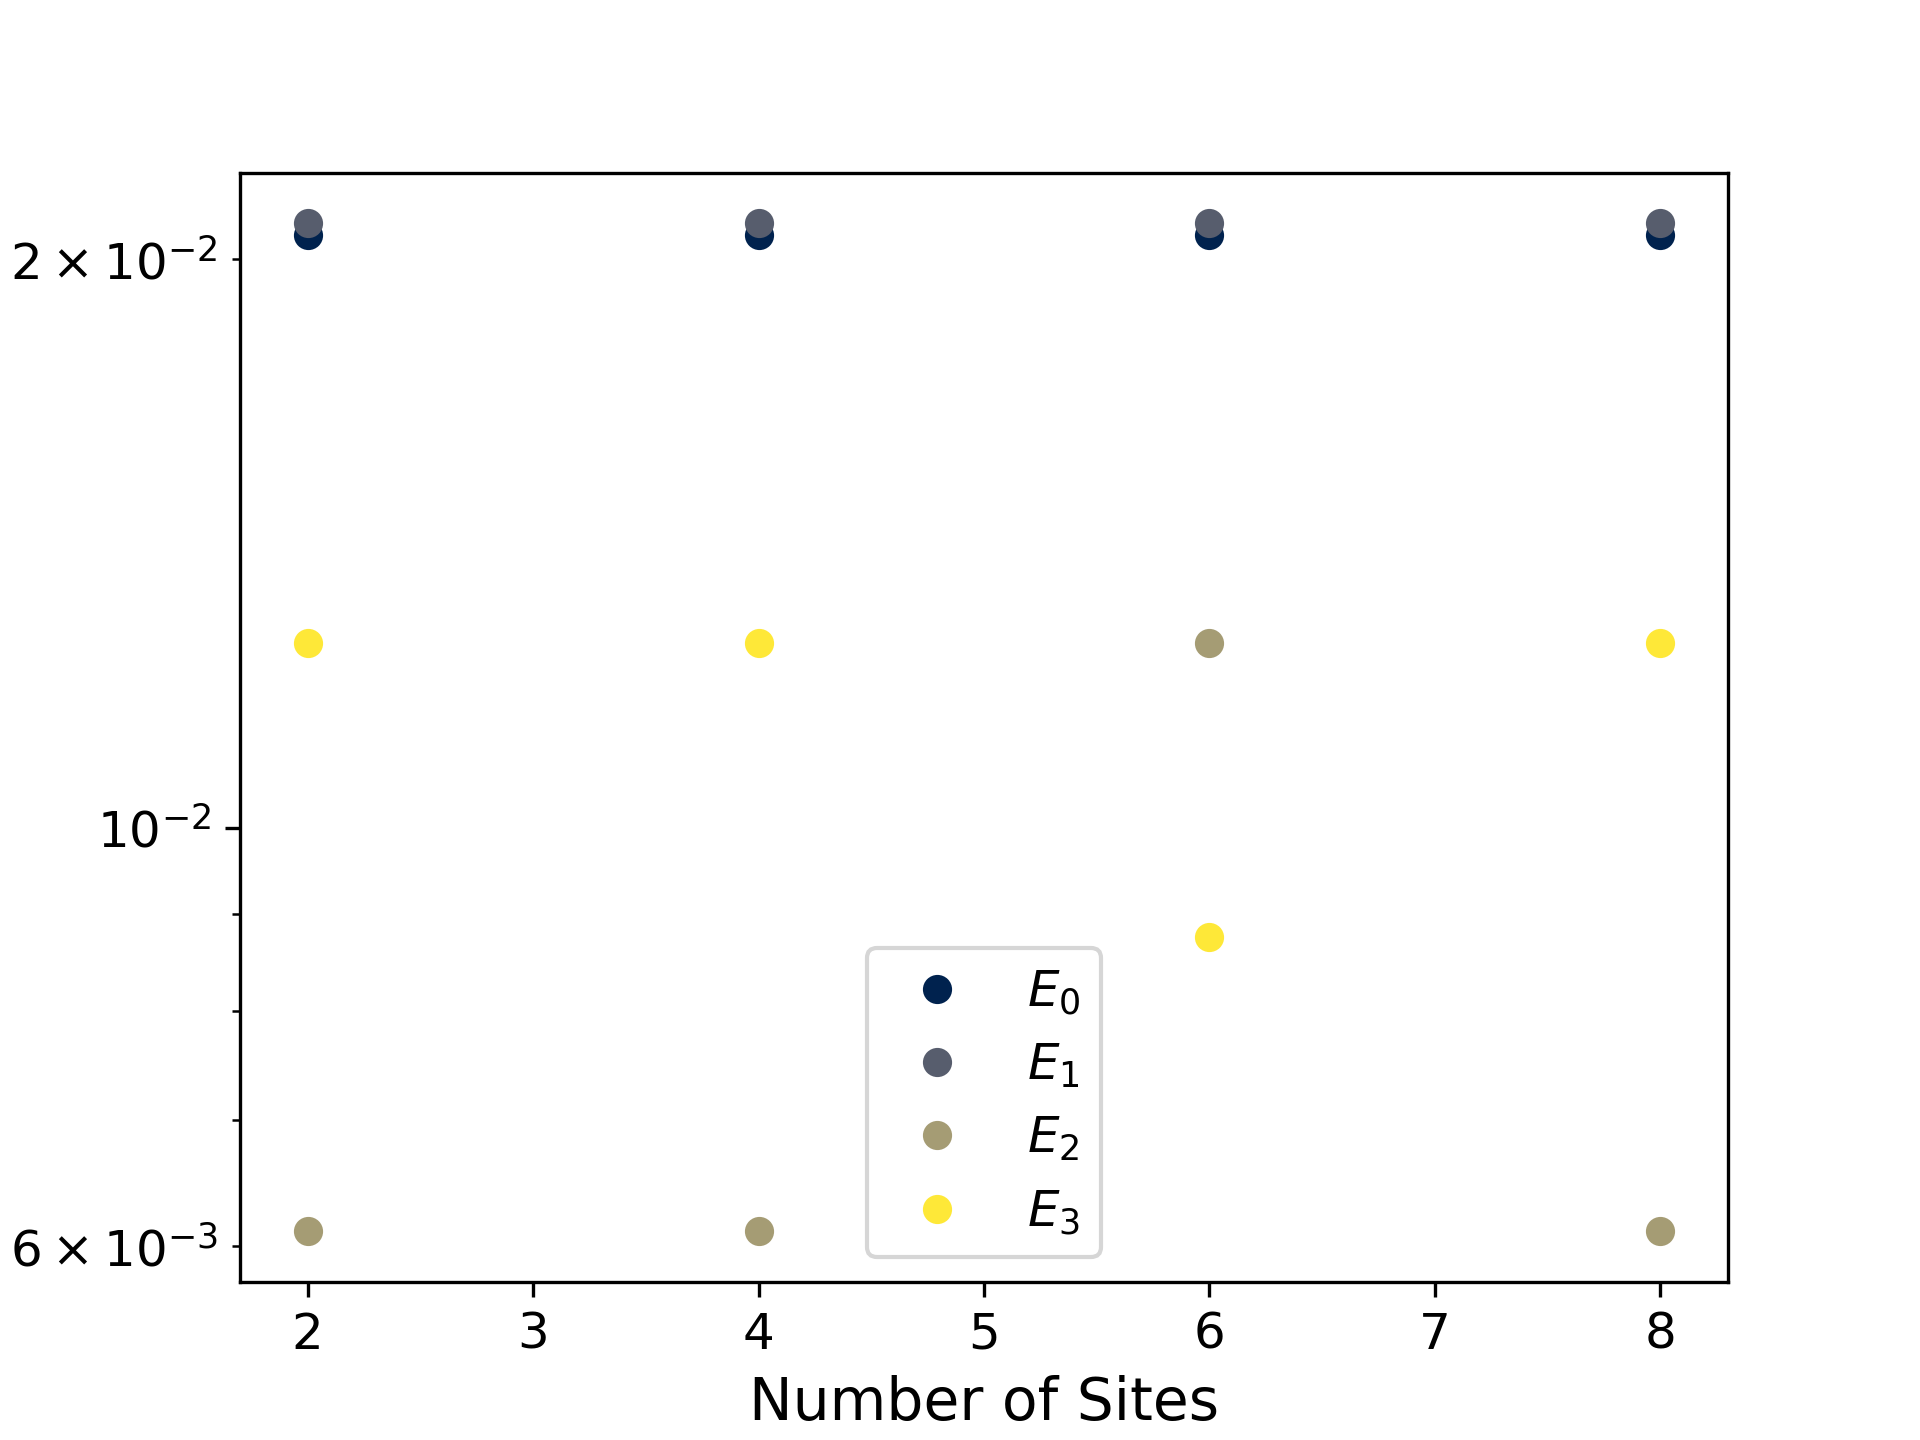 2 × 10⁻²
10⁻²
6 × 10⁻³
E₀
E₁
E₂
E₃
2 3 4 5 6 7 8
Number of Sites